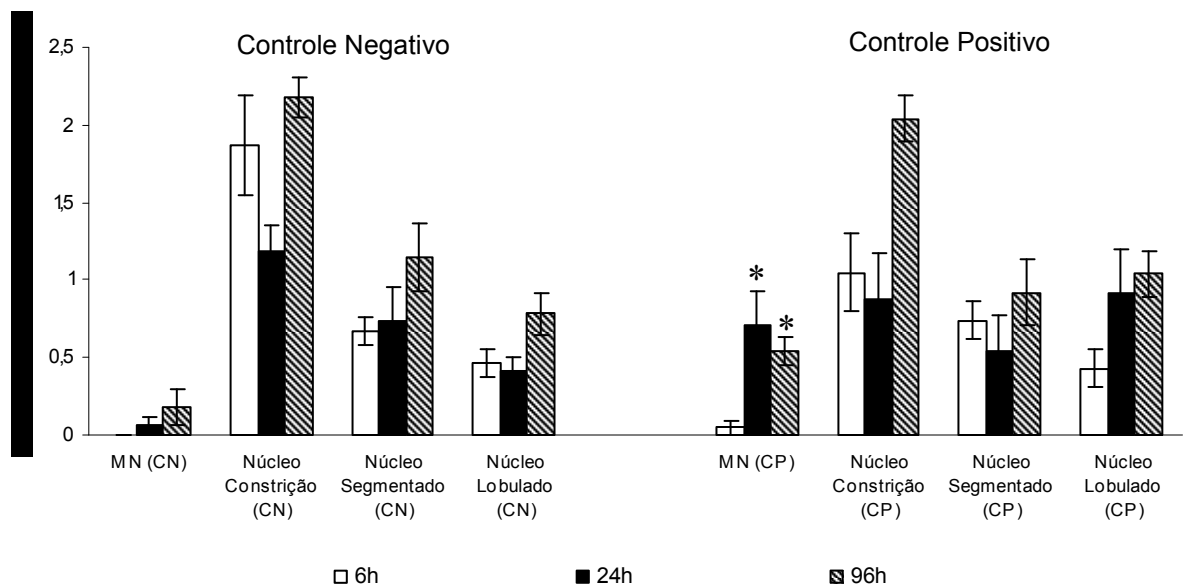 Controle Negativo
Controle Positivo
2,5
2
1,5
1
0,5
0
*
*
MN (CN)
Núcleo
Constrição
(CN)
Núcleo
Segmentado
(CN)
Núcleo
Lobulado
(CN)
MN (CP)
Núcleo
Constrição
(CP)
Núcleo
Segmentado
(CP)
Núcleo
Lobulado
(CP)
6h
24h
96h